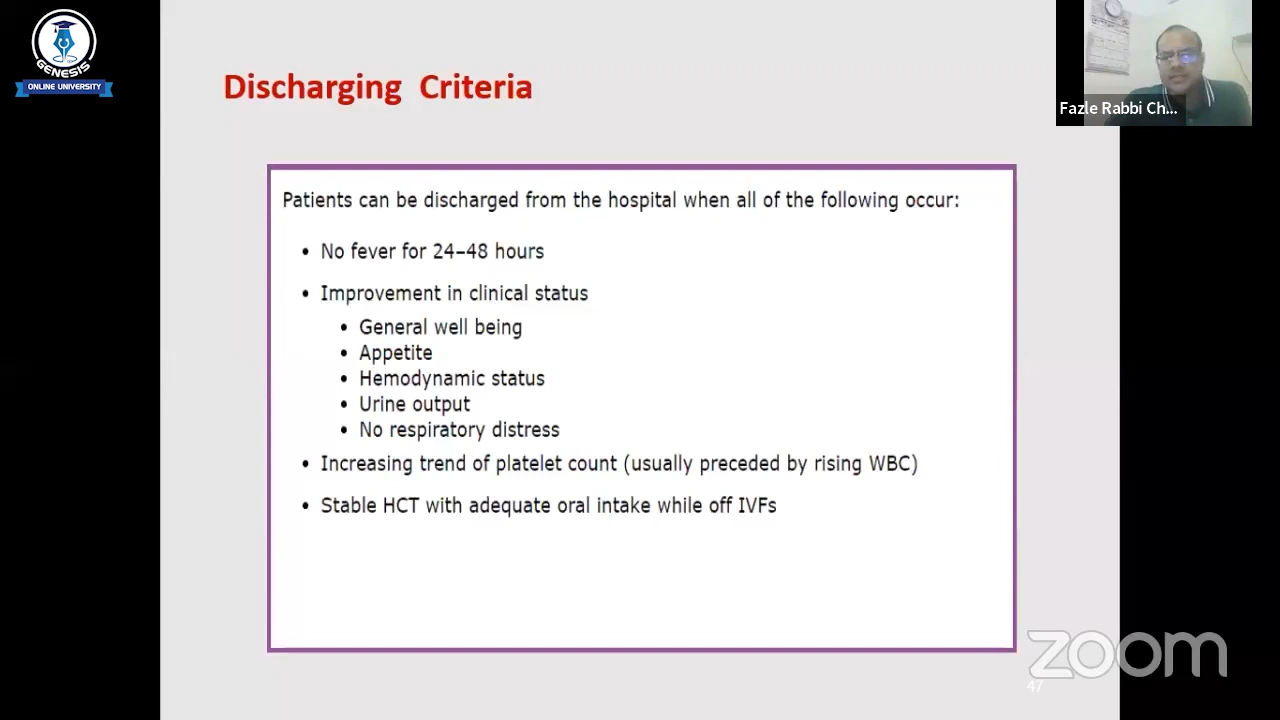 GENESIS
ONLINE UNIVERSITY
Discharging Criteria
Fazle Rabbi Ch...
Patients can be discharged from the hospital when all of the following occur:
• No fever for 24–48 hours
• Improvement in clinical status
• General well being
• Appetite
• Hemodynamic status
• Urine output
• No respiratory distress
• Increasing trend of platelet count (usually preceded by rising WBC)
• Stable HCT with adequate oral intake while off IVFs
zoom
47